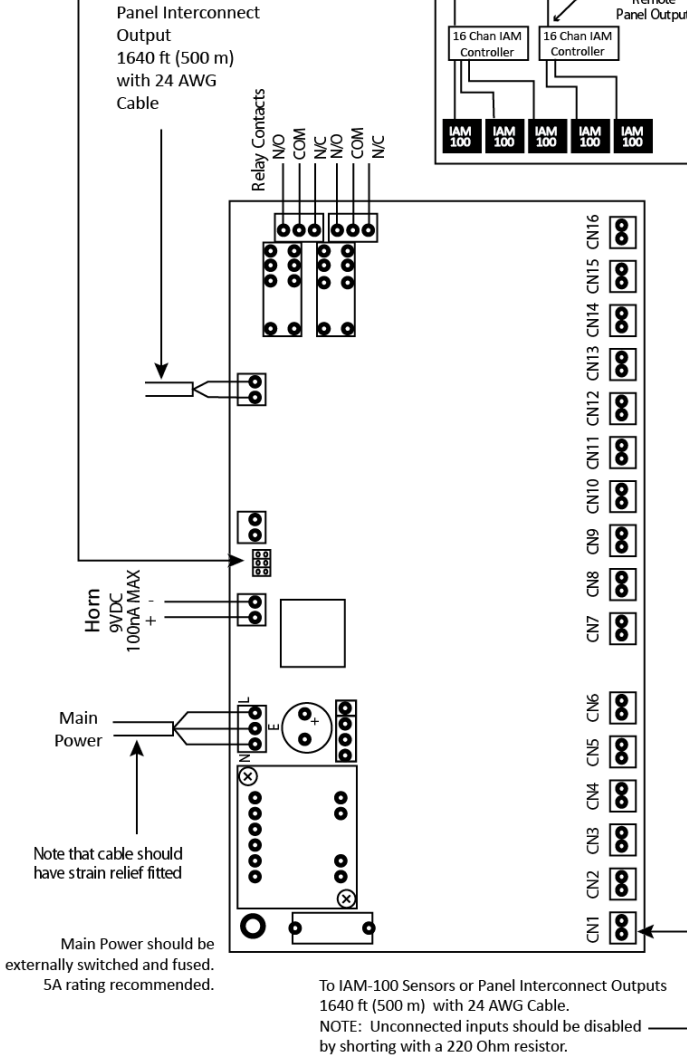 Panel Interconnect
Output
1640 ft (500 m)
with 24 AWG
Cable
Remote
Panel Output
16 Chan IAM
Controller
16 Chan IAM
Controller
IAM
100
IAM
100
IAM
100
IAM
100
IAM
100
Relay Contacts
N/O
COM
N/C
N/O
COM
N/C
CN16
CN15
CN14
CN13
CN12
CN11
CN10
CN9
CN8
CN7
CN6
CN5
CN4
CN3
CN2
CN1
Horn
9VDC
100nA MAX
+ -
Main
Power
L
E
N
+
Note that cable should
have strain relief fitted
Main Power should be
externally switched and fused.
5A rating recommended.
To IAM-100 Sensors or Panel Interconnect Outputs
1640 ft (500 m) with 24 AWG Cable.
NOTE: Unconnected inputs should be disabled
by shorting with a 220 Ohm resistor.